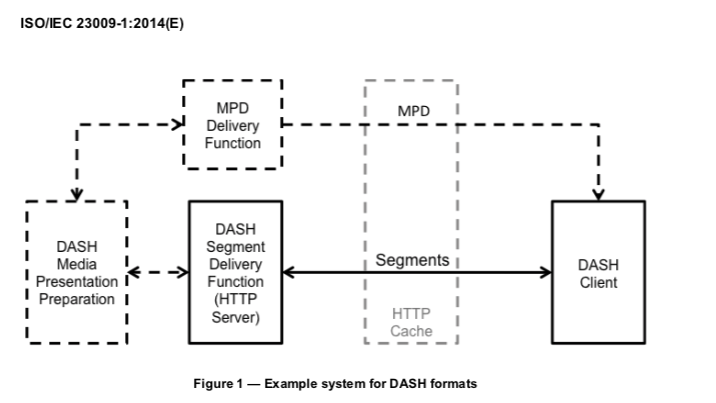 ISO/IEC 23009-1:2014(E)
MPD
Delivery
Function
MPD
DASH
Media
Presentation
Preparation
DASH
Segment
Delivery
Function
(HTTP
Server)
Segments
HTTP
Cache
DASH
Client
Figure 1 — Example system for DASH formats